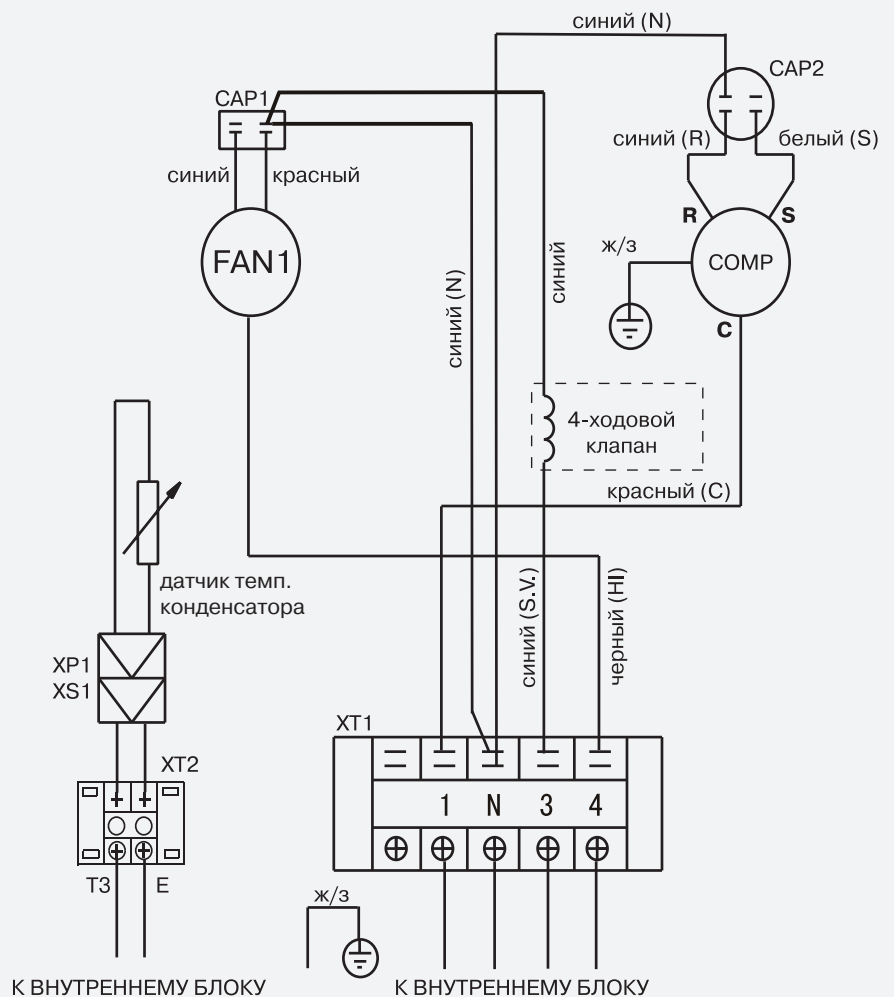 синий (N)
CAP2
CAP1
синий (R)
белый (S)
синий
красный
R
S
FAN1
ж/з
COMP
синий (N)
синий
C
4-ходовой
клапан
красный (C)
датчик темп.
конденсатора
синий (S.V.)
черный (HI)
XP1
XS1
XT1
XT2
1 N 3 4
T3 E
ж/з
К ВНУТРЕННЕМУ БЛОКУ
К ВНУТРЕННЕМУ БЛОКУ